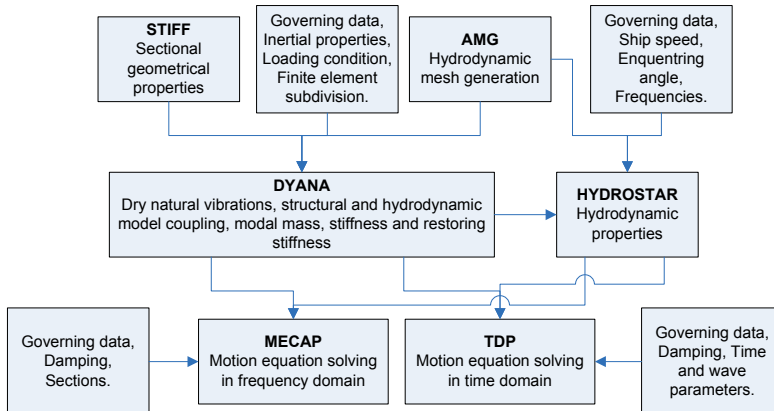 STIFF
Sectional
geometrical
properties
Governing data,
Inertial properties,
Loading condition,
Finite element
subdivision.
AMG
Hydrodynamic
mesh generation
Governing data,
Ship speed,
Enquentring
angle,
Frequencies.
DYANA
Dry natural vibrations, structural and hydrodynamic
model coupling, modal mass, stiffness and restoring
stiffness
HYDROSTAR
Hydrodynamic
properties
Governing data,
Damping,
Sections.
MECAP
Motion equation solving
in frequency domain
TDP
Motion equation solving
in time domain
Governing data,
Damping, Time
and wave
parameters.